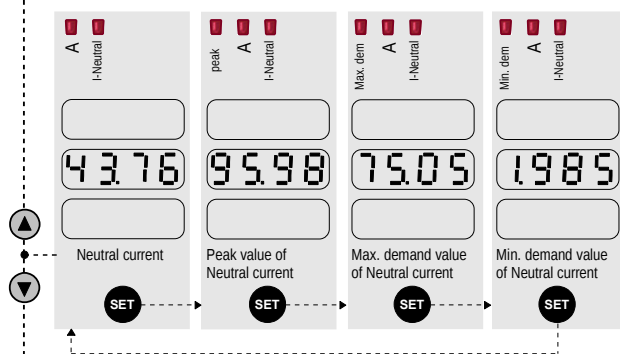 A
I-Neutral
43.76
Neutral current
SET
peak
A
I-Neutral
95.98
Peak value of
Neutral current
SET
Max. dem
A
I-Neutral
75.05
Max. demand value
of Neutral current
SET
Min. dem
A
I-Neutral
1.985
Min. demand value
of Neutral current
SET